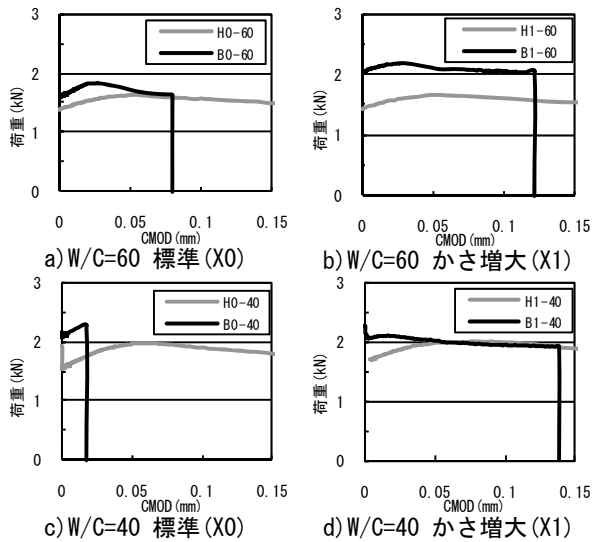 3
2
1
0
荷重(kN)
H0-60
B0-60
0 0.05 0.1 0.15
CMOD(mm)
a)W/C=60 標準(X0)
3
2
1
0
荷重(kN)
H1-60
B1-60
0 0.05 0.1 0.15
CMOD(mm)
b)W/C=60 かさ増大(X1)
3
2
1
0
荷重(kN)
H0-40
B0-40
0 0.05 0.1 0.15
CMOD(mm)
c)W/C=40 標準(X0)
3
2
1
0
荷重(kN)
H1-40
B1-40
0 0.05 0.1 0.15
CMOD(mm)
d)W/C=40 かさ増大(X1)